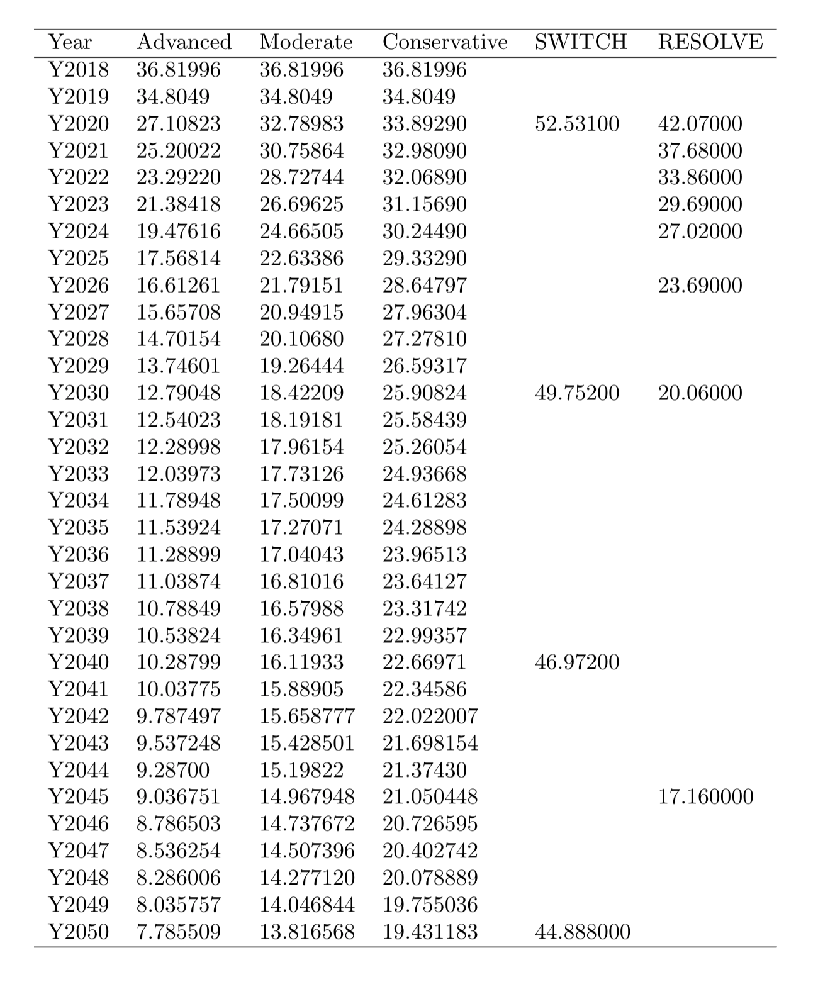 Year Advanced Moderate Conservative SWITCH RESOLVE
Y2018 36.81996 36.81996 36.81996
Y2019 34.8049 34.8049 34.8049
Y2020 27.10823 32.78983 33.89290 52.53100 42.07000
Y2021 25.20022 30.75864 32.98090 37.68000
Y2022 23.29220 28.72744 32.06890 33.86000
Y2023 21.38418 26.69625 31.15690 29.69000
Y2024 19.47616 24.66505 30.24490 27.02000
Y2025 17.56814 22.63386 29.33290
Y2026 16.61261 21.79151 28.64797 23.69000
Y2027 15.65708 20.94915 27.96304
Y2028 14.70154 20.10680 27.27810
Y2029 13.74601 19.26444 26.59317
Y2030 12.79048 18.42209 25.90824 49.75200 20.06000
Y2031 12.54023 18.19181 25.58439
Y2032 12.28998 17.96154 25.26054
Y2033 12.03973 17.73126 24.93668
Y2034 11.78948 17.50099 24.61283
Y2035 11.53924 17.27071 24.28898
Y2036 11.28899 17.04043 23.96513
Y2037 11.03874 16.81016 23.64127
Y2038 10.78849 16.57988 23.31742
Y2039 10.53824 16.34961 22.99357
Y2040 10.28799 16.11933 22.66971 46.97200
Y2041 10.03775 15.88905 22.34586
Y2042 9.787497 15.658777 22.022007
Y2043 9.537248 15.428501 21.698154
Y2044 9.28700 15.19822 21.37430
Y2045 9.036751 14.967948 21.050448 17.160000
Y2046 8.786503 14.737672 20.726595
Y2047 8.536254 14.507396 20.402742
Y2048 8.286006 14.277120 20.078889
Y2049 8.035757 14.046844 19.755036
Y2050 7.785509 13.816568 19.431183 44.888000